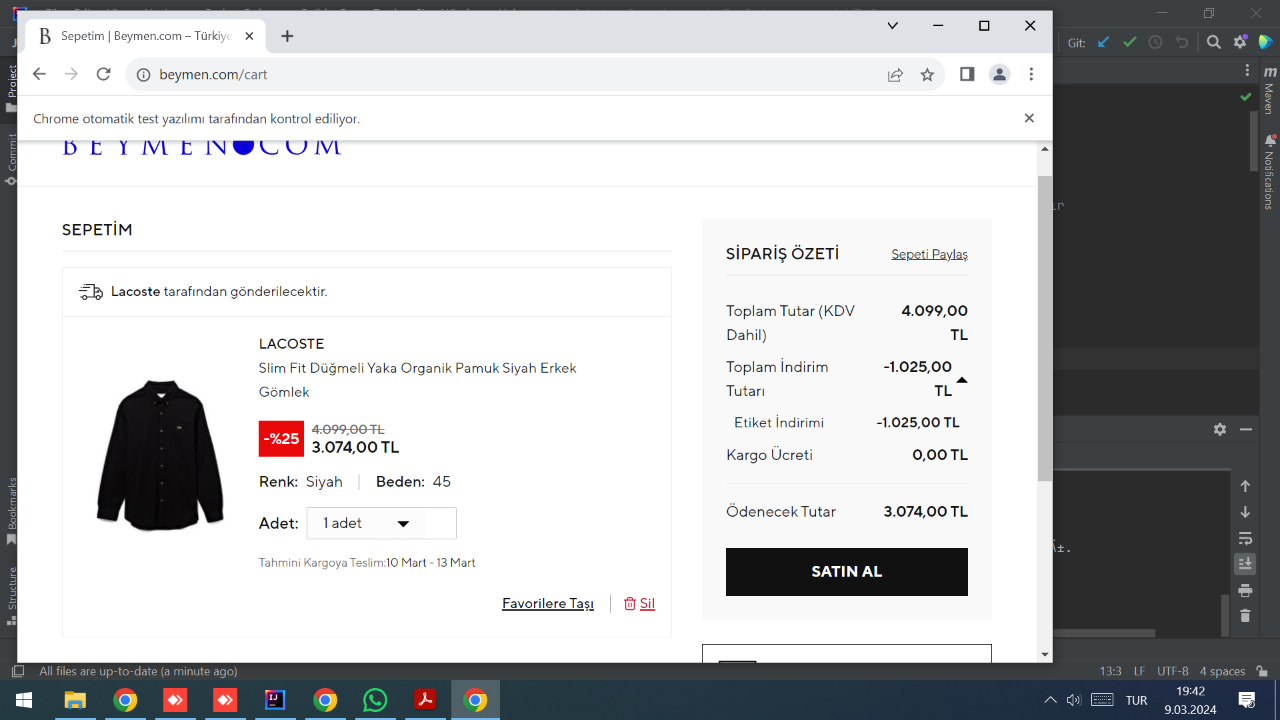 Git:
Sepetim | Beymen.com – Türkiye
beymen.com/cart
Chrome otomatik test yazılımı tarafından kontrol ediliyor.
BEYMEN COM
SEPETİM
Lacoste tarafından gönderilecektir.
LACOSTE
Slim Fit Düğmeli Yaka Organik Pamuk Siyah Erkek
Gömlek
-%25
4.099,00 TL
3.074,00 TL
Renk: Siyah
Beden: 45
Adet: 1 adet
Tahmini Kargoya Teslim:10 Mart - 13 Mart
Favorilere Taşı
Sil
SİPARİŞ ÖZETİ
Sepeti Paylaş
Toplam Tutar (KDV
Dahil)
4.099,00
TL
Toplam İndirim
Tutarı
-1.025,00
TL
Etiket İndirimi
-1.025,00 TL
Kargo Ücreti
0,00 TL
Ödenecek Tutar
3.074,00 TL
SATIN AL
Project
Commit
Bookmarks
Structure
m
Maven
Notifications
All files are up-to-date (a minute ago)
13:3 LF UTF-8 4 spaces
TUR
19:42
9.03.2024